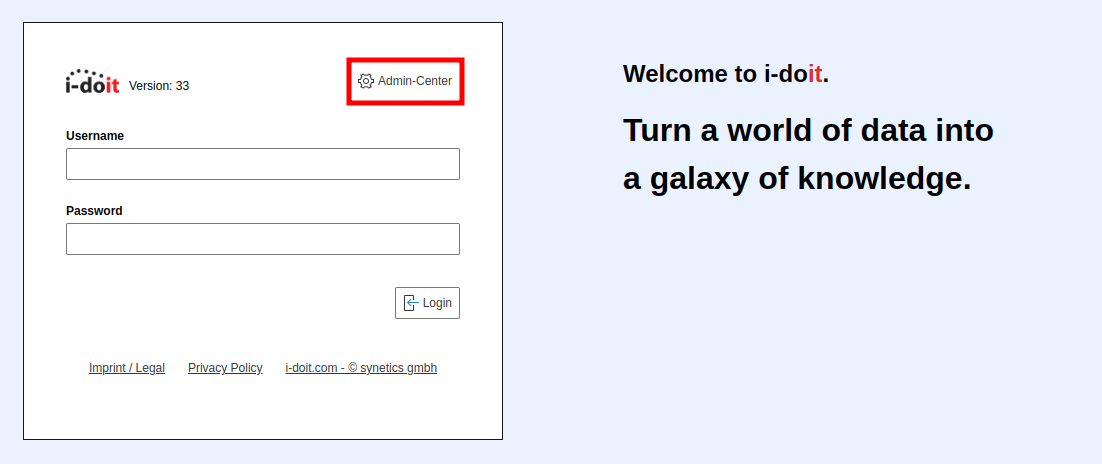 i-doit Version: 33
Admin-Center
Username
Password
Login
Imprint / Legal
Privacy Policy
i-doit.com - © synetics gmbh
Welcome to i-doit.
Turn a world of data into
a galaxy of knowledge.